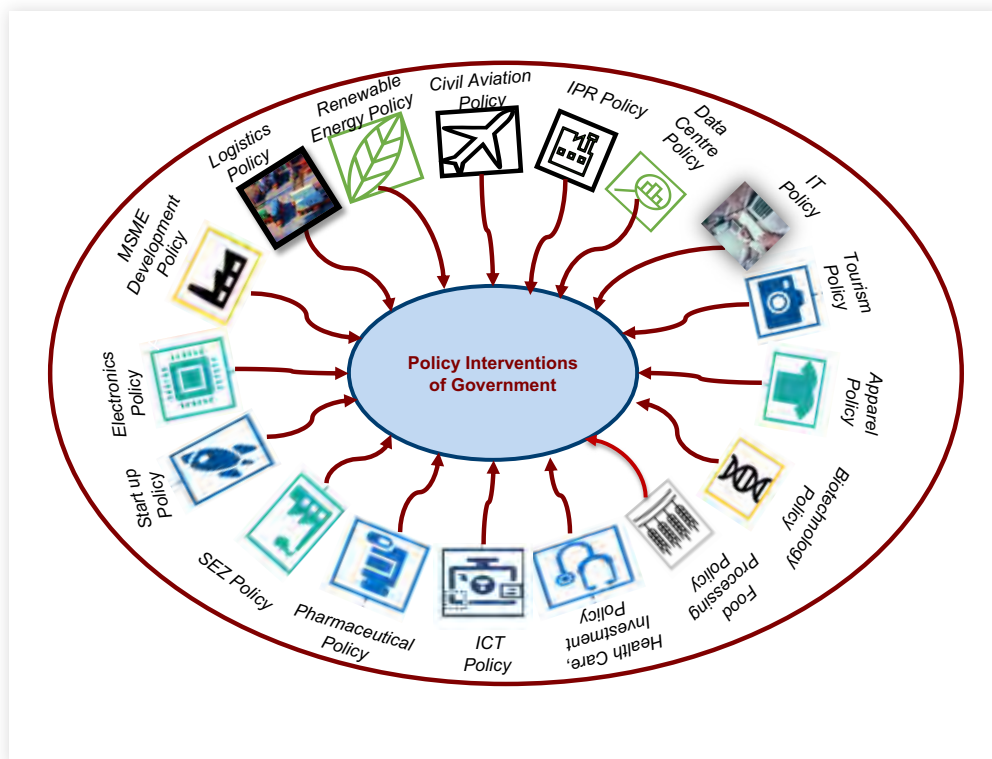 Policy Interventions
of Government
Civil Aviation
Policy
IPR Policy
Data
Centre
Policy
IT
Policy
Tourism
Policy
Apparel
Policy
Biotechnology
Policy
Food
Processing
Policy
Health Care,
Investment
Policy
ICT
Policy
Pharmaceutical
Policy
SEZ Policy
Start up
Policy
Electronics
Policy
MSME
Development
Policy
Logistics
Policy
Renewable
Energy Policy